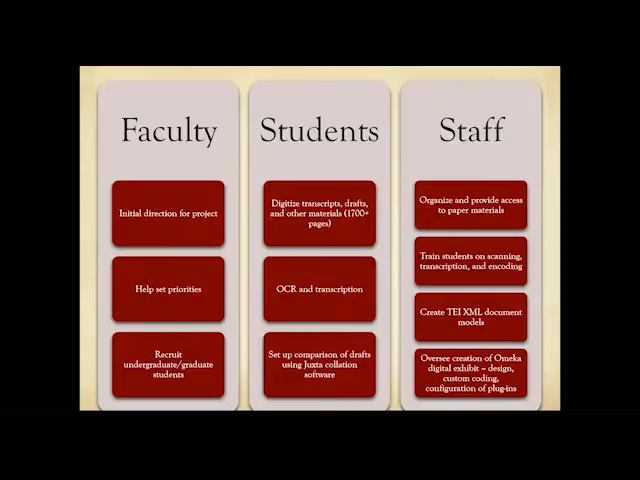 Faculty
Initial direction for project
Help set priorities
Recruit
undergraduate/graduate
students
Students
Digitize transcripts, drafts,
and other materials (1700+
pages)
OCR and transcription
Set up comparison of drafts
using Juxta collation
software
Staff
Organize and provide access
to paper materials
Train students on scanning,
transcription, and encoding
Create TEI XML document
models
Oversee creation of Omeka
digital exhibit – design,
custom coding,
configuration of plug-ins